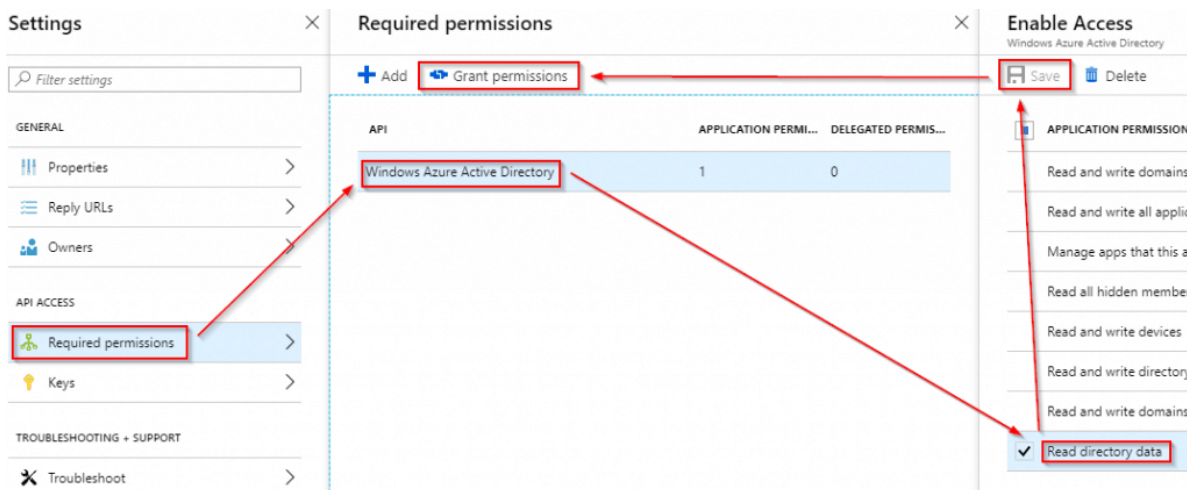 Settings
Filter settings
GENERAL
Properties
Reply URLs
Owners
API ACCESS
Required permissions
Keys
TROUBLESHOOTING + SUPPORT
Troubleshoot
Required permissions
Add Grant permissions
API APPLICATION PERMI... DELEGATED PERMIS...
Windows Azure Active Directory 1 0
Enable Access
Windows Azure Active Directory
Save Delete
APPLICATION PERMISSION
Read and write domains
Read and write all applic
Manage apps that this a
Read all hidden member
Read and write devices
Read and write directory
Read and write domains
Read directory data